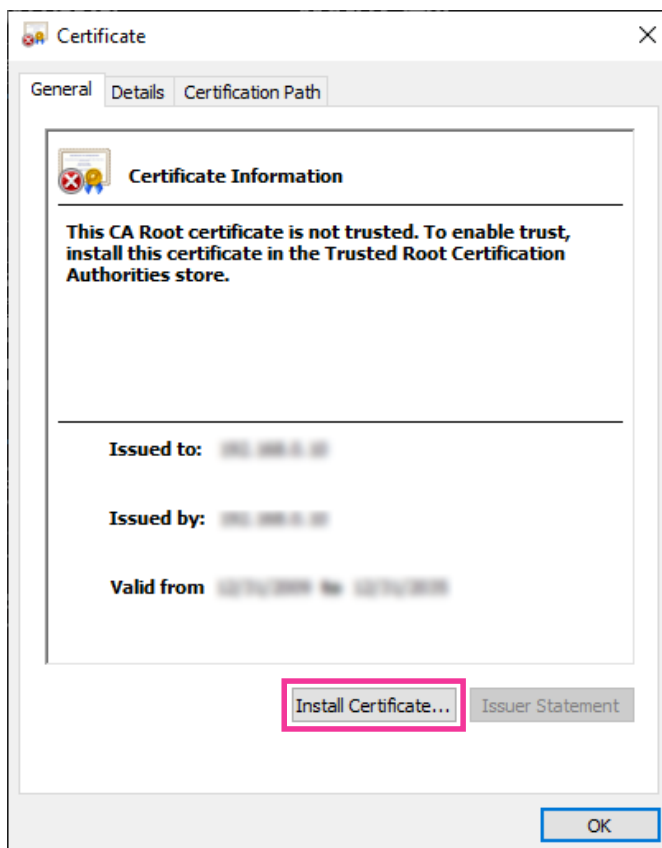 Certificate
General Details Certification Path
Certificate Information
This CA Root certificate is not trusted. To enable trust,
install this certificate in the Trusted Root Certification
Authorities store.
Issued to:
Issued by:
Valid from
Install Certificate... Issuer Statement
OK